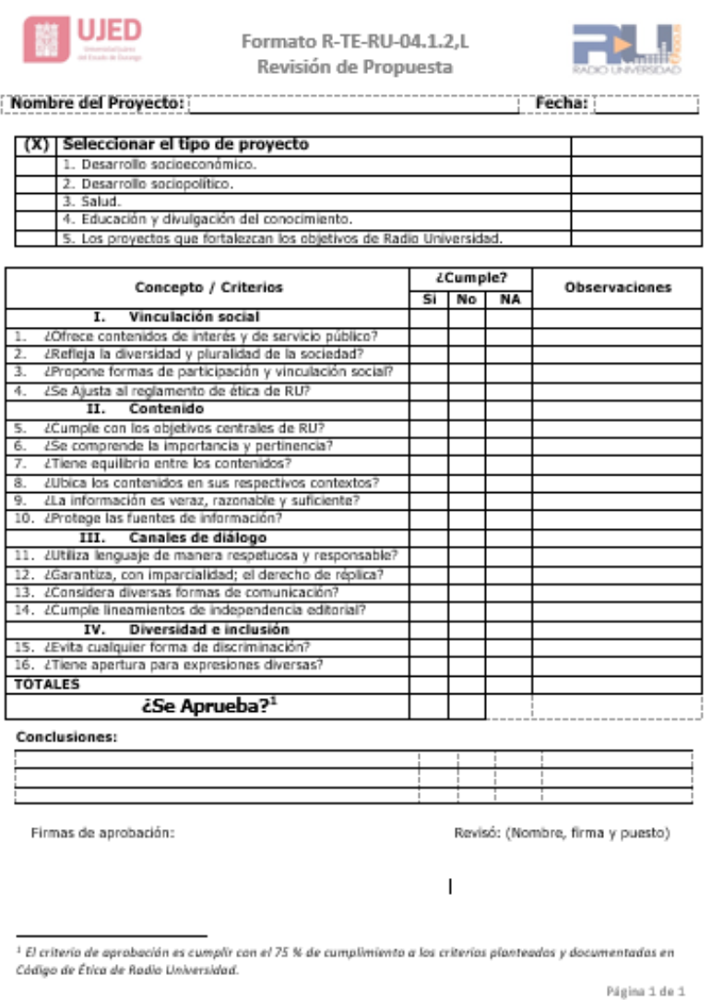 UJED
Universidad Juárez
del Estado de Durango
Formato R-TE-RU-04.1.2,L
Revisión de Propuesta
RU
RADIO UNIVERSIDAD
Nombre del Proyecto: Fecha:
(X) Seleccionar el tipo de proyecto
1. Desarrollo socioeconómico.
2. Desarrollo sociopolítico.
3. Salud.
4. Educación y divulgación del conocimiento.
5. Los proyectos que fortalezcan los objetivos de Radio Universidad.
Concepto / Criterios ¿Cumple? Observaciones
Si No NA
I. Vinculación social
1. ¿Ofrece contenidos de interés y de servicio público?
2. ¿Refleja la diversidad y pluralidad de la sociedad?
3. ¿Propone formas de participación y vinculación social?
4. ¿Se Ajusta al reglamento de ética de RU?
II. Contenido
5. ¿Cumple con los objetivos centrales de RU?
6. ¿Se comprende la importancia y pertinencia?
7. ¿Tiene equilibrio entre los contenidos?
8. ¿Ubica los contenidos en sus respectivos contextos?
9. ¿La información es veraz, razonable y suficiente?
10. ¿Protege las fuentes de información?
III. Canales de diálogo
11. ¿Utiliza lenguaje de manera respetuosa y responsable?
12. ¿Garantiza, con imparcialidad; el derecho de réplica?
13. ¿Considera diversas formas de comunicación?
14. ¿Cumple lineamientos de independencia editorial?
IV. Diversidad e inclusión
15. ¿Evita cualquier forma de discriminación?
16. ¿Tiene apertura para expresiones diversas?
TOTALES
¿Se Aprueba?¹
Conclusiones:
Firmas de aprobación: Revisó: (Nombre, firma y puesto)
¹ El criterio de aprobación es cumplir con el 75 % de cumplimiento a los criterios planteados y documentados en
Código de Ética de Radio Universidad.
Página 1 de 1